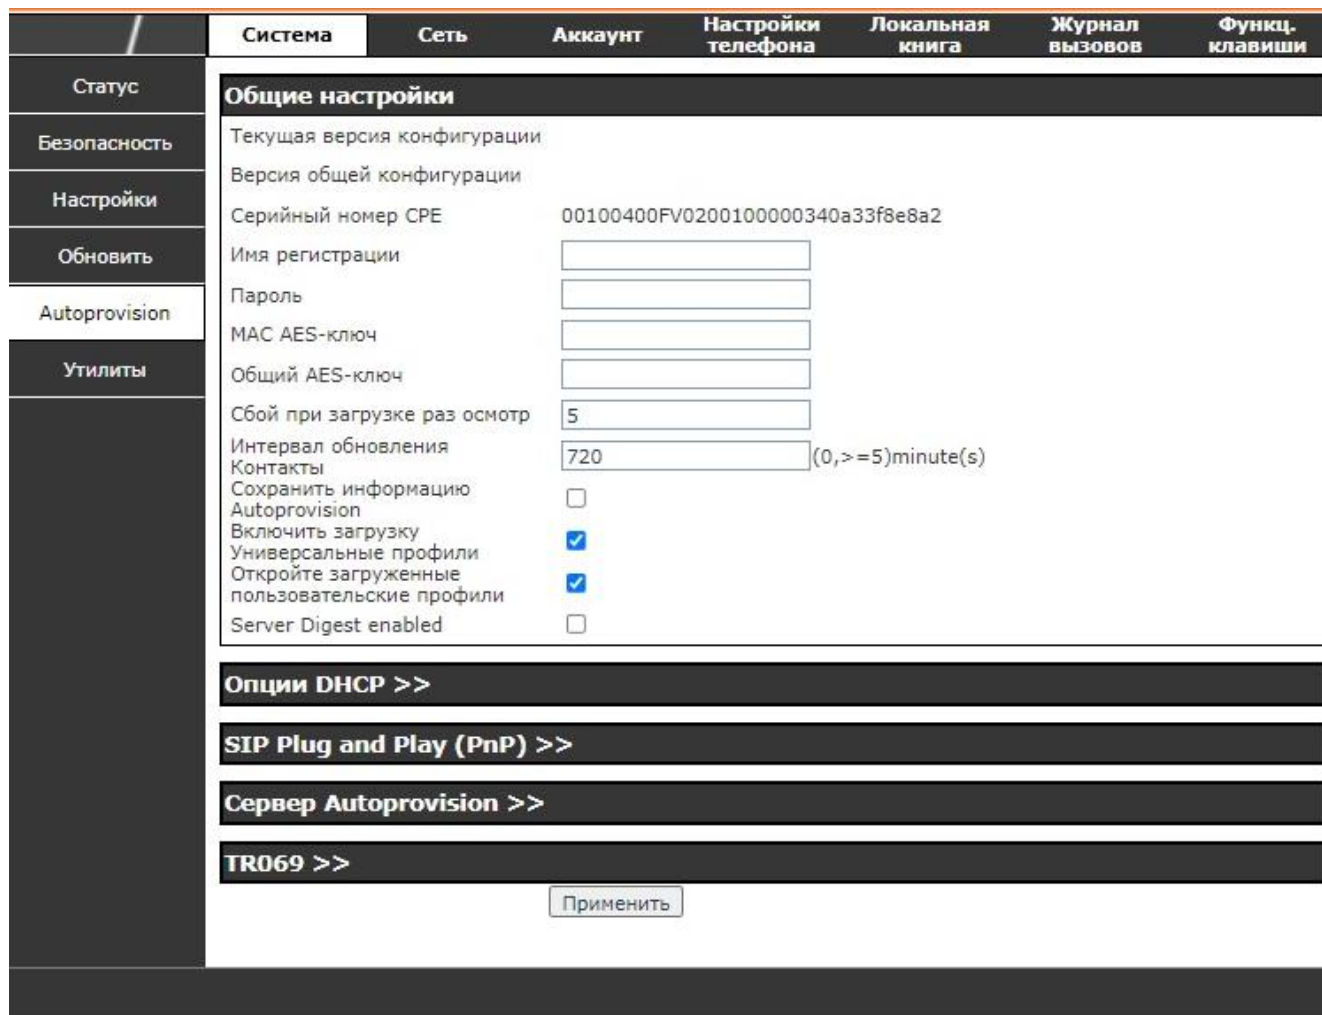 Система
Сеть
Аккаунт
Настройки
телефона
Локальная
книга
Журнал
вызовов
Функц.
клавиши
Статус
Безопасность
Настройки
Обновить
Autoprovision
Утилиты
Общие настройки
Текущая версия конфигурации
Версия общей конфигурации
Серийный номер CPE 00100400FV0200100000340a33f8e8a2
Имя регистрации
Пароль
MAC AES-ключ
Общий AES-ключ
Сбой при загрузке раз осмотр 5
Интервал обновления
Контакты 720 (0,>=5)minute(s)
Сохранить информацию
Autoprovision
Включить загрузку
Универсальные профили
Откройте загруженные
пользовательские профили
Server Digest enabled
Опции DHCP >>
SIP Plug and Play (PnP) >>
Сервер Autoprovision >>
TR069 >>
Применить